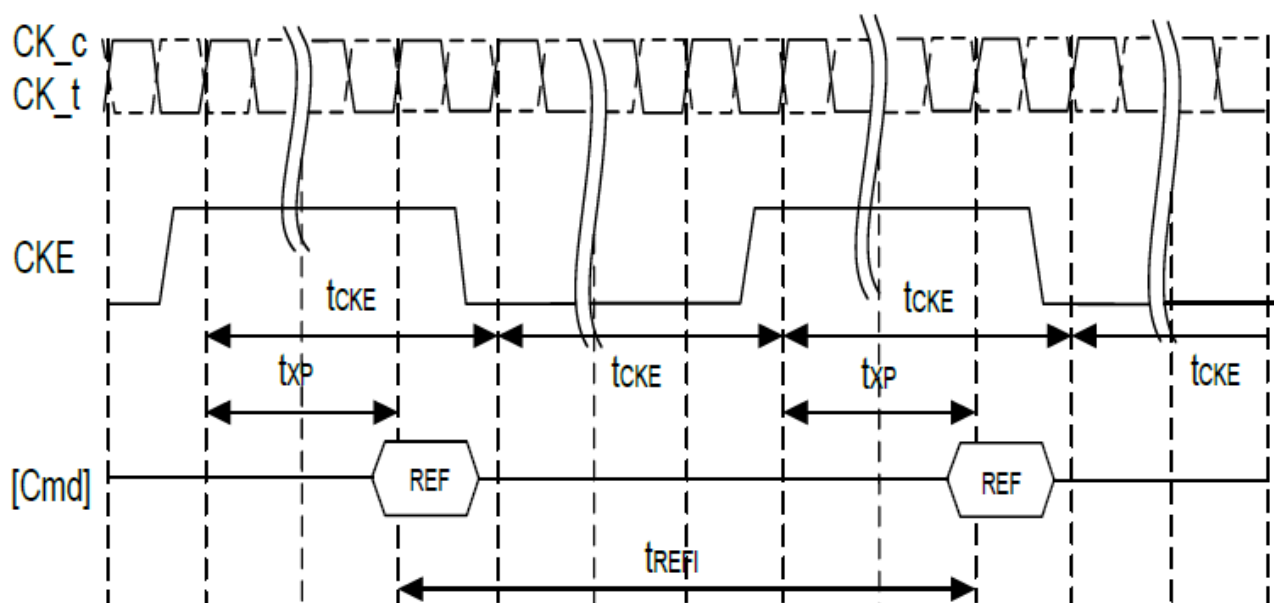 CK_c
CK_t
CKE
tCKE
tCKE
tXP
tCKE
tXP
tCKE
[Cmd]
REF
REF
tREFI